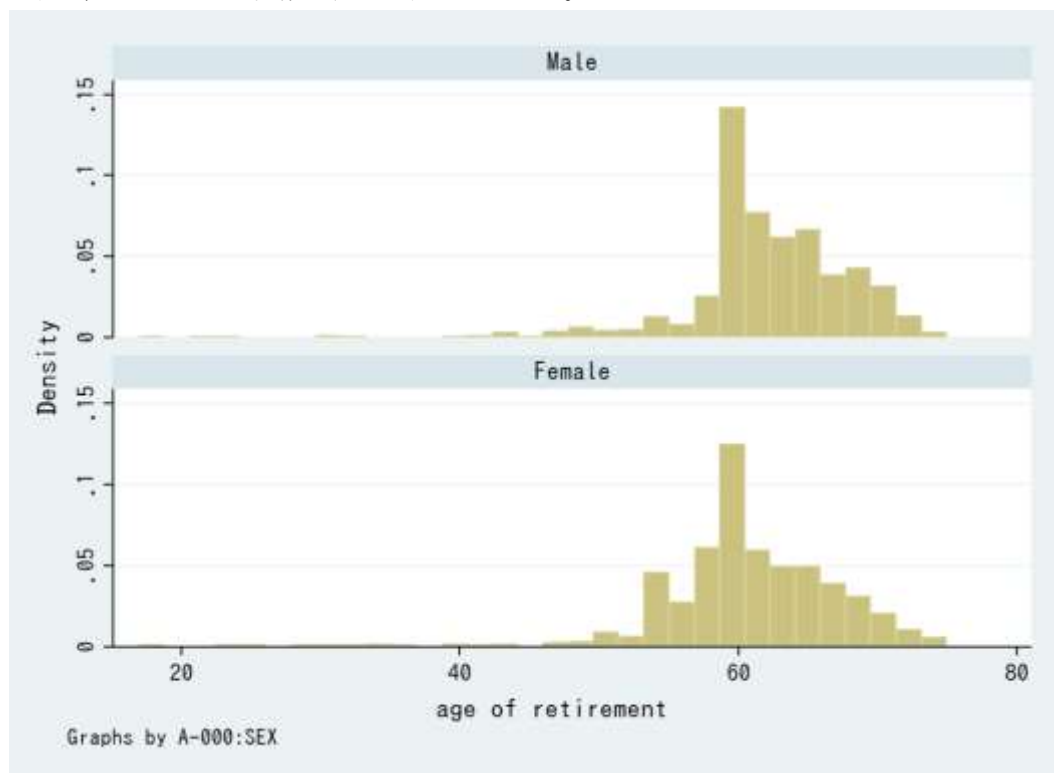 Male
.15
.1
.05
0
Female
.15
.1
.05
0
Density
20 40 60 80
age of retirement
Graphs by A-000:SEX